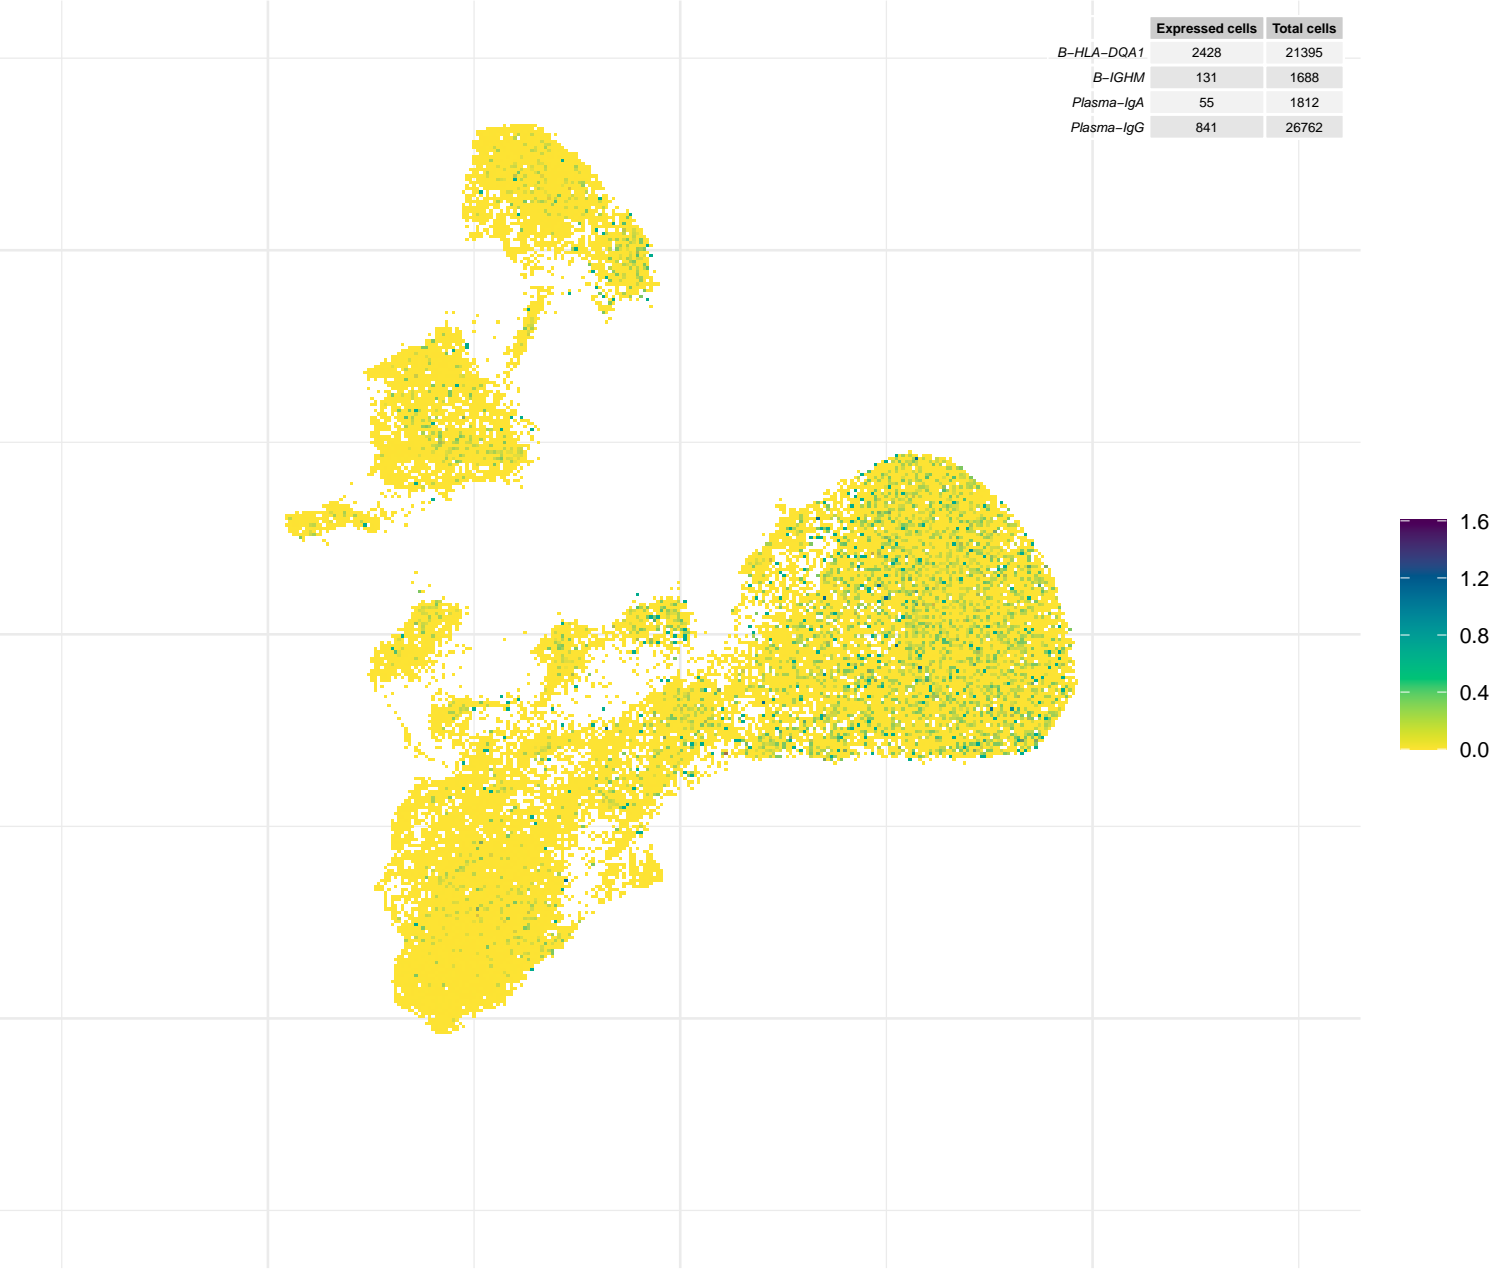 Expressed cells Total cells
B−HLA−DQA1 2428 21395
B−IGHM 131 1688
Plasma−IgA 55 1812
Plasma−IgG 841 26762
1.6
1.2
0.8
0.4
0.0